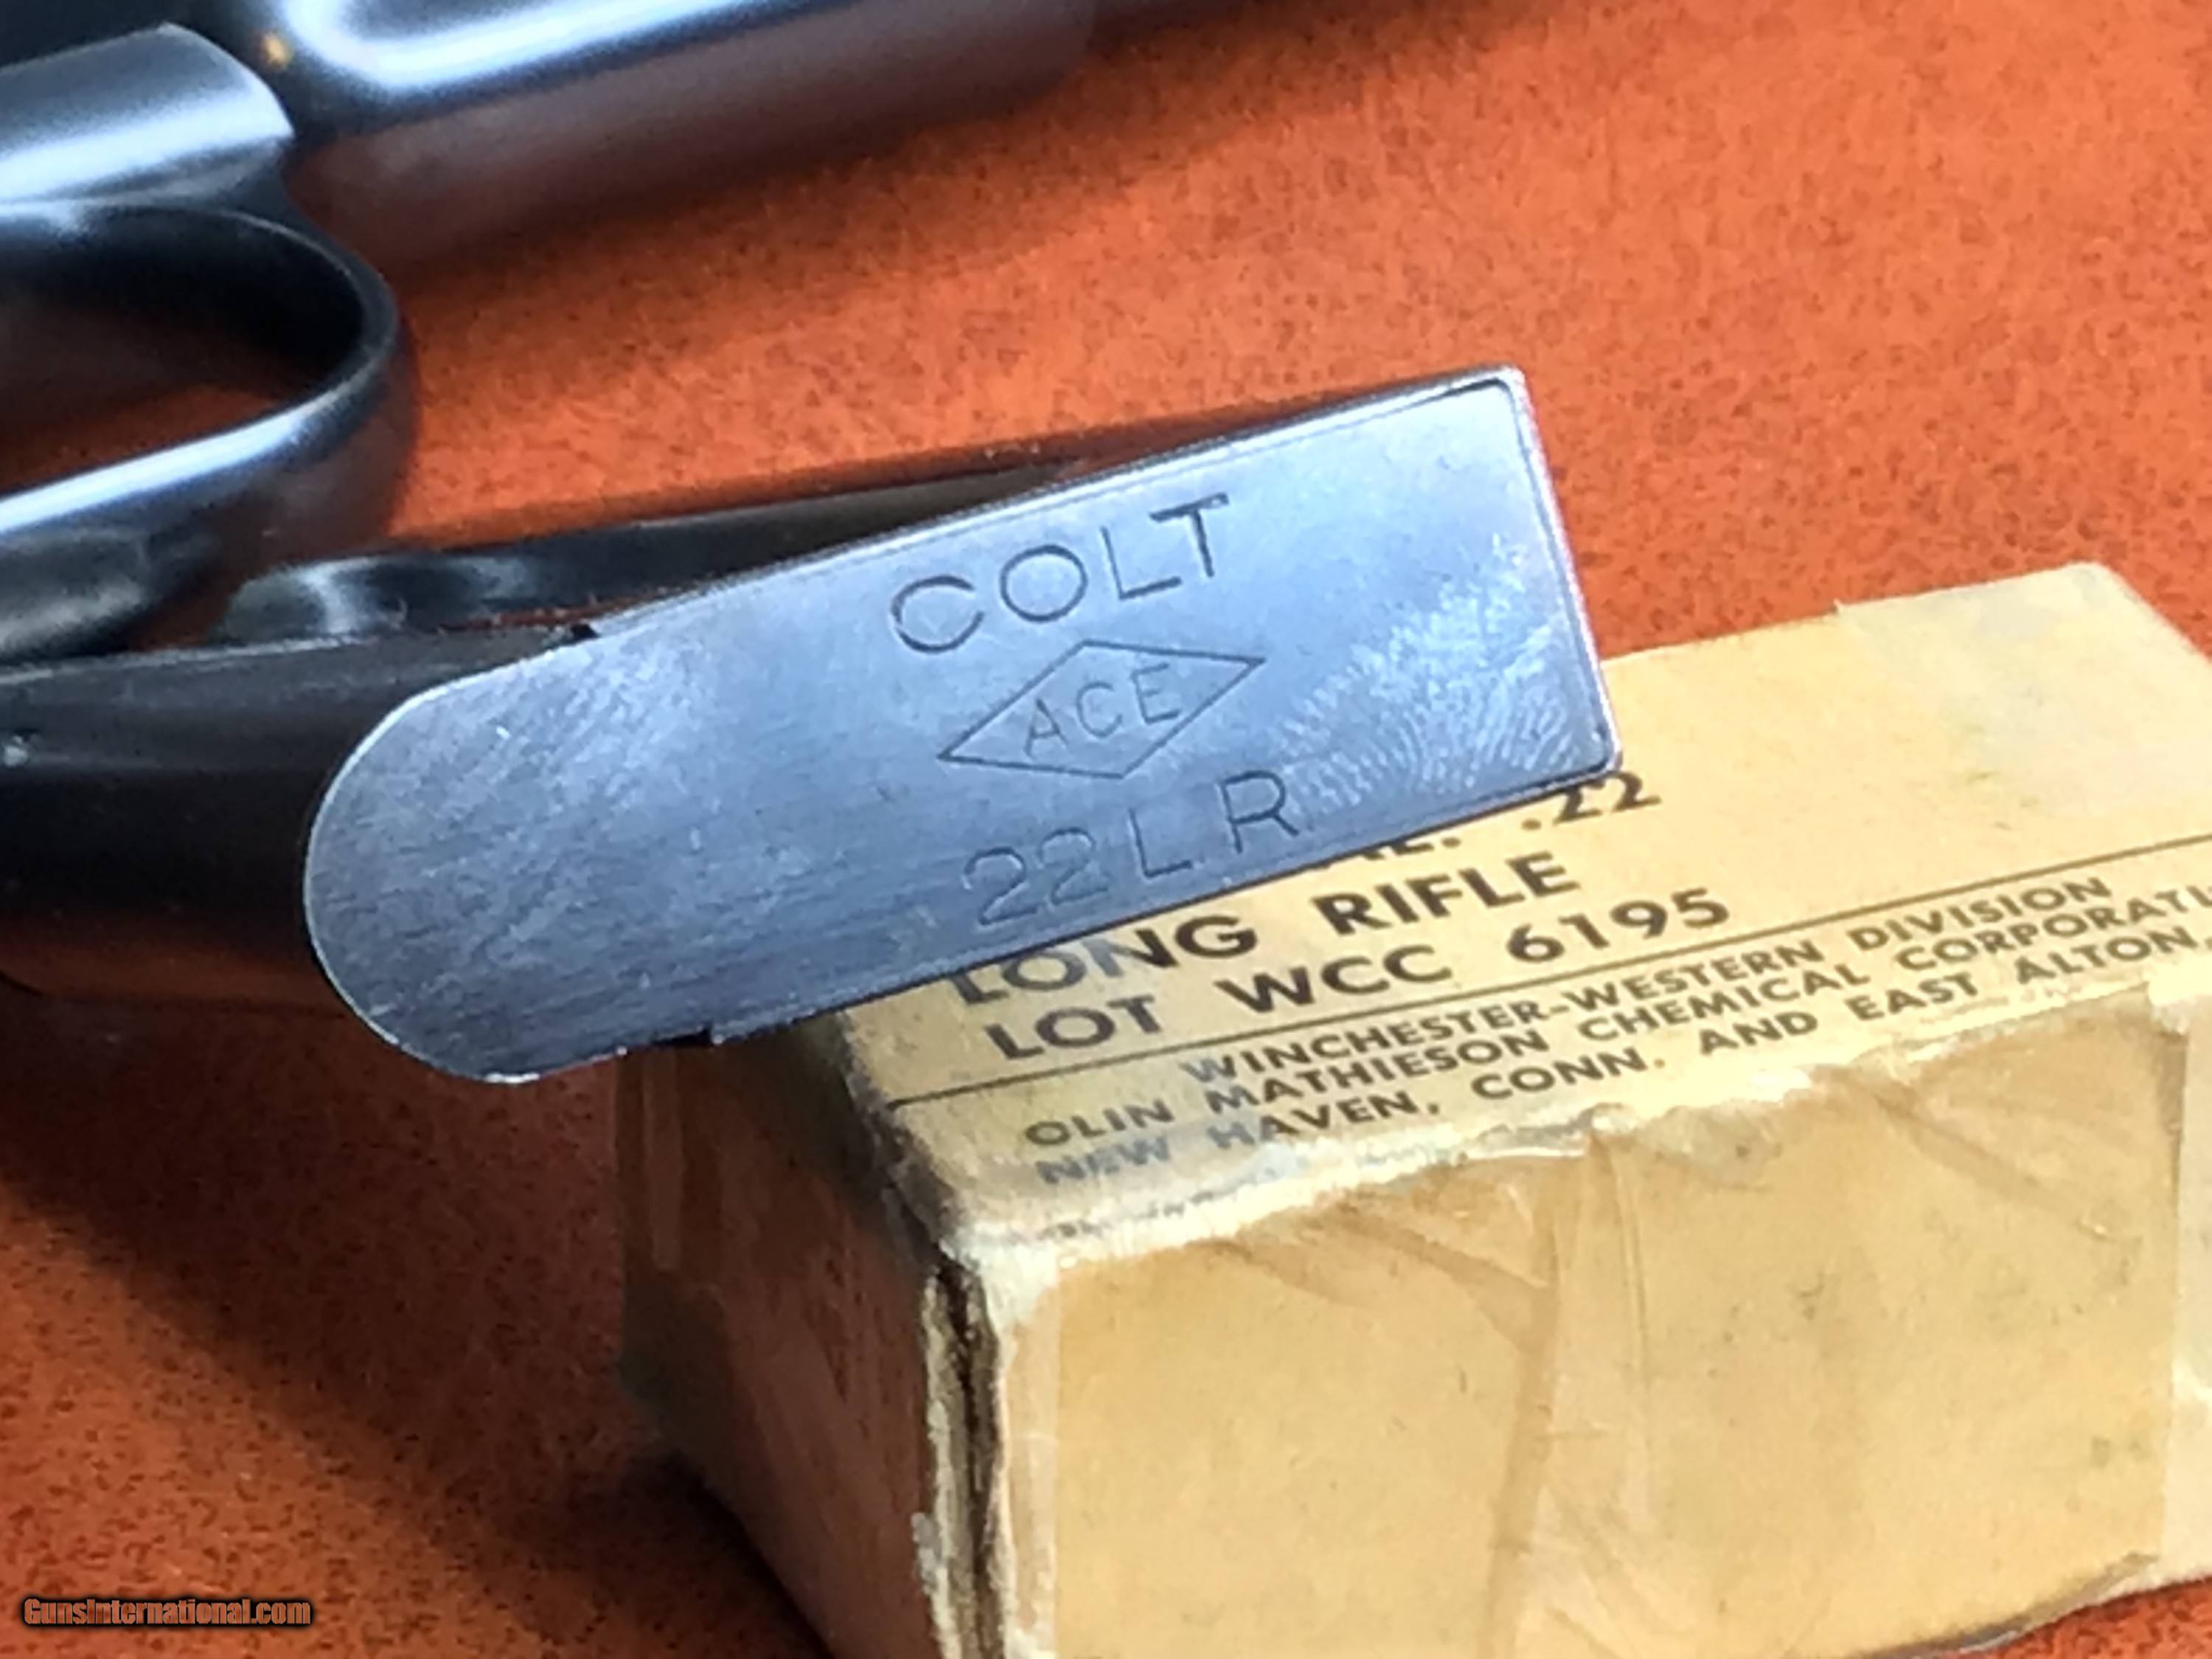 COLT
ACE
22 L R
.22
LONG RIFLE
LOT WCC 6195
WINCHESTER-WESTERN DIVISION
OLIN MATHIESON CHEMICAL CORPORATI
NEW HAVEN, CONN. AND EAST ALTON,
GunsInternational.com